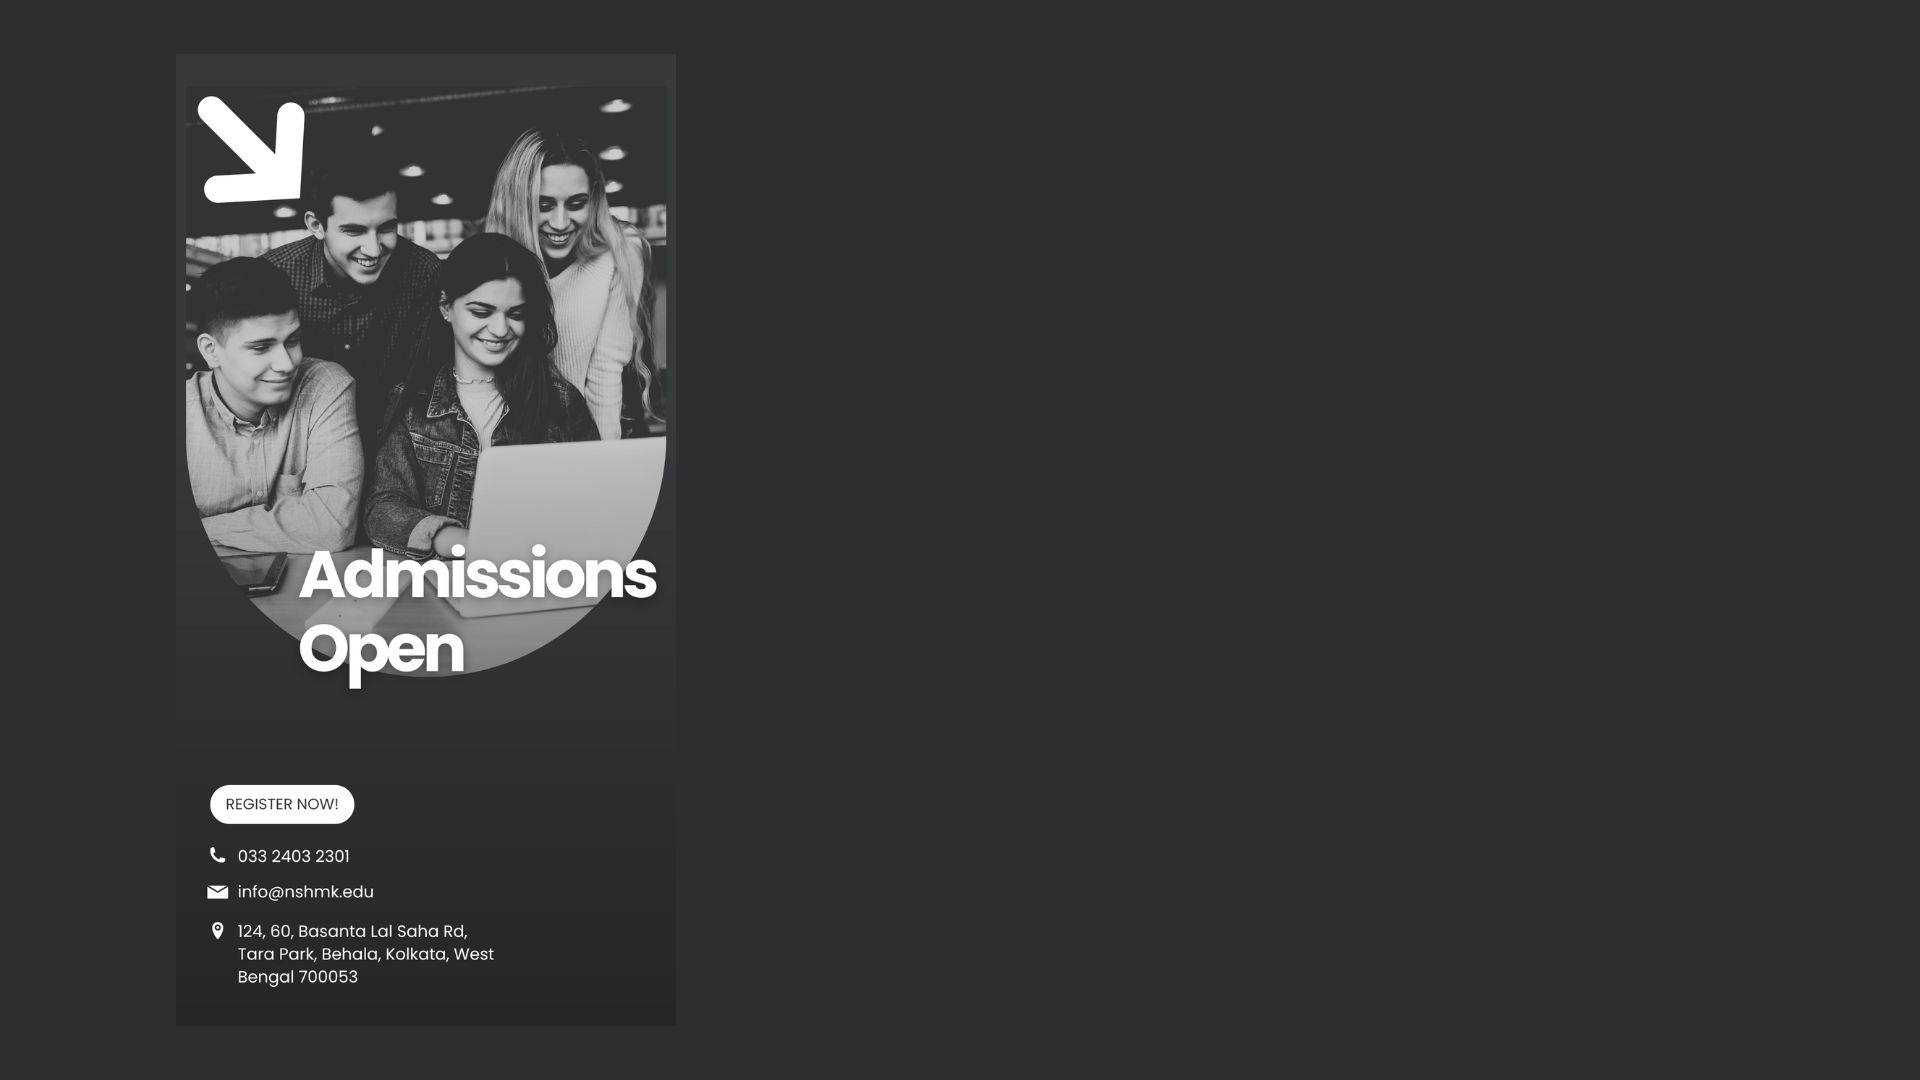 Admissions
Open
REGISTER NOW!
033 2403 2301
info@nshmk.edu
124, 60, Basanta Lal Saha Rd,
Tara Park, Behala, Kolkata, West
Bengal 700053